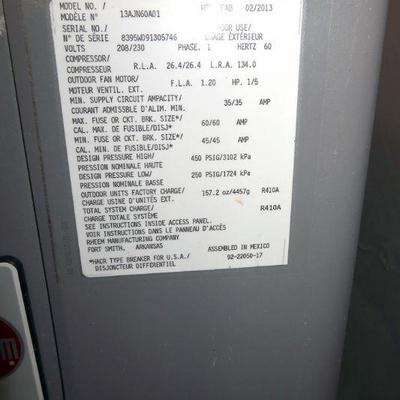 MODEL NO. /
MODÈLE N° 13AJN60A01 FAB 02/2013
SERIAL NO. / DOOR USE/
N° DE SÉRIE 8395WD91305746 USAGE EXTÉRIEUR
VOLTS 208/230 PHASE. 1 HERTZ 60
COMPRESSOR/
COMPRESSEUR R.L.A. 26.4/26.4 L.R.A. 134.0
OUTDOOR FAN MOTOR/ F.L.A. 1.20 HP. 1/5
MOTEUR VENTIL. EXT.
MIN. SUPPLY CIRCUIT AMPACITY/ 35/35 AMP
COURANT ADMISSBLE D'ALIM. MIN.
MAX. FUSE OR CKT. BRK. SIZE*/ 60/60 AMP
CAL. MAX. DE FUSIBLE/DISJ*
MIN. FUSE OR CKT. BRK. SIZE*/ 45/45 AMP
CAL. MIN. DE FUSIBLE/DISJ*
DESIGN PRESSURE HIGH/ 450 PSIG/3102 kPa
PRESSION NOMINALE HAUTE
DESIGN PRESSURE LOW/ 250 PSIG/1724 kPa
PRESSION NOMINALE BASSE
OUTDOOR UNITS FACTORY CHARGE/ 157.2 oz/4457g R410A
CHARGE USINE D'UNITÉS EXT.
TOTAL SYSTEM CHARGE/ R410A
CHARGE TOTALE SYSTÈME
SEE INSTRUCTIONS INSIDE ACCESS PANEL.
VOIR INSTRUCTIONS DANS LE PANNEAU D'ACCES.
RHEEM MANUFACTURING COMPANY
FORT SMITH, ARKANSAS ASSEMBLED IN MEXICO
*HACR TYPE BREAKER FOR U.S.A./ 92-22050-17
DISJONCTEUR DIFFERENTIEL